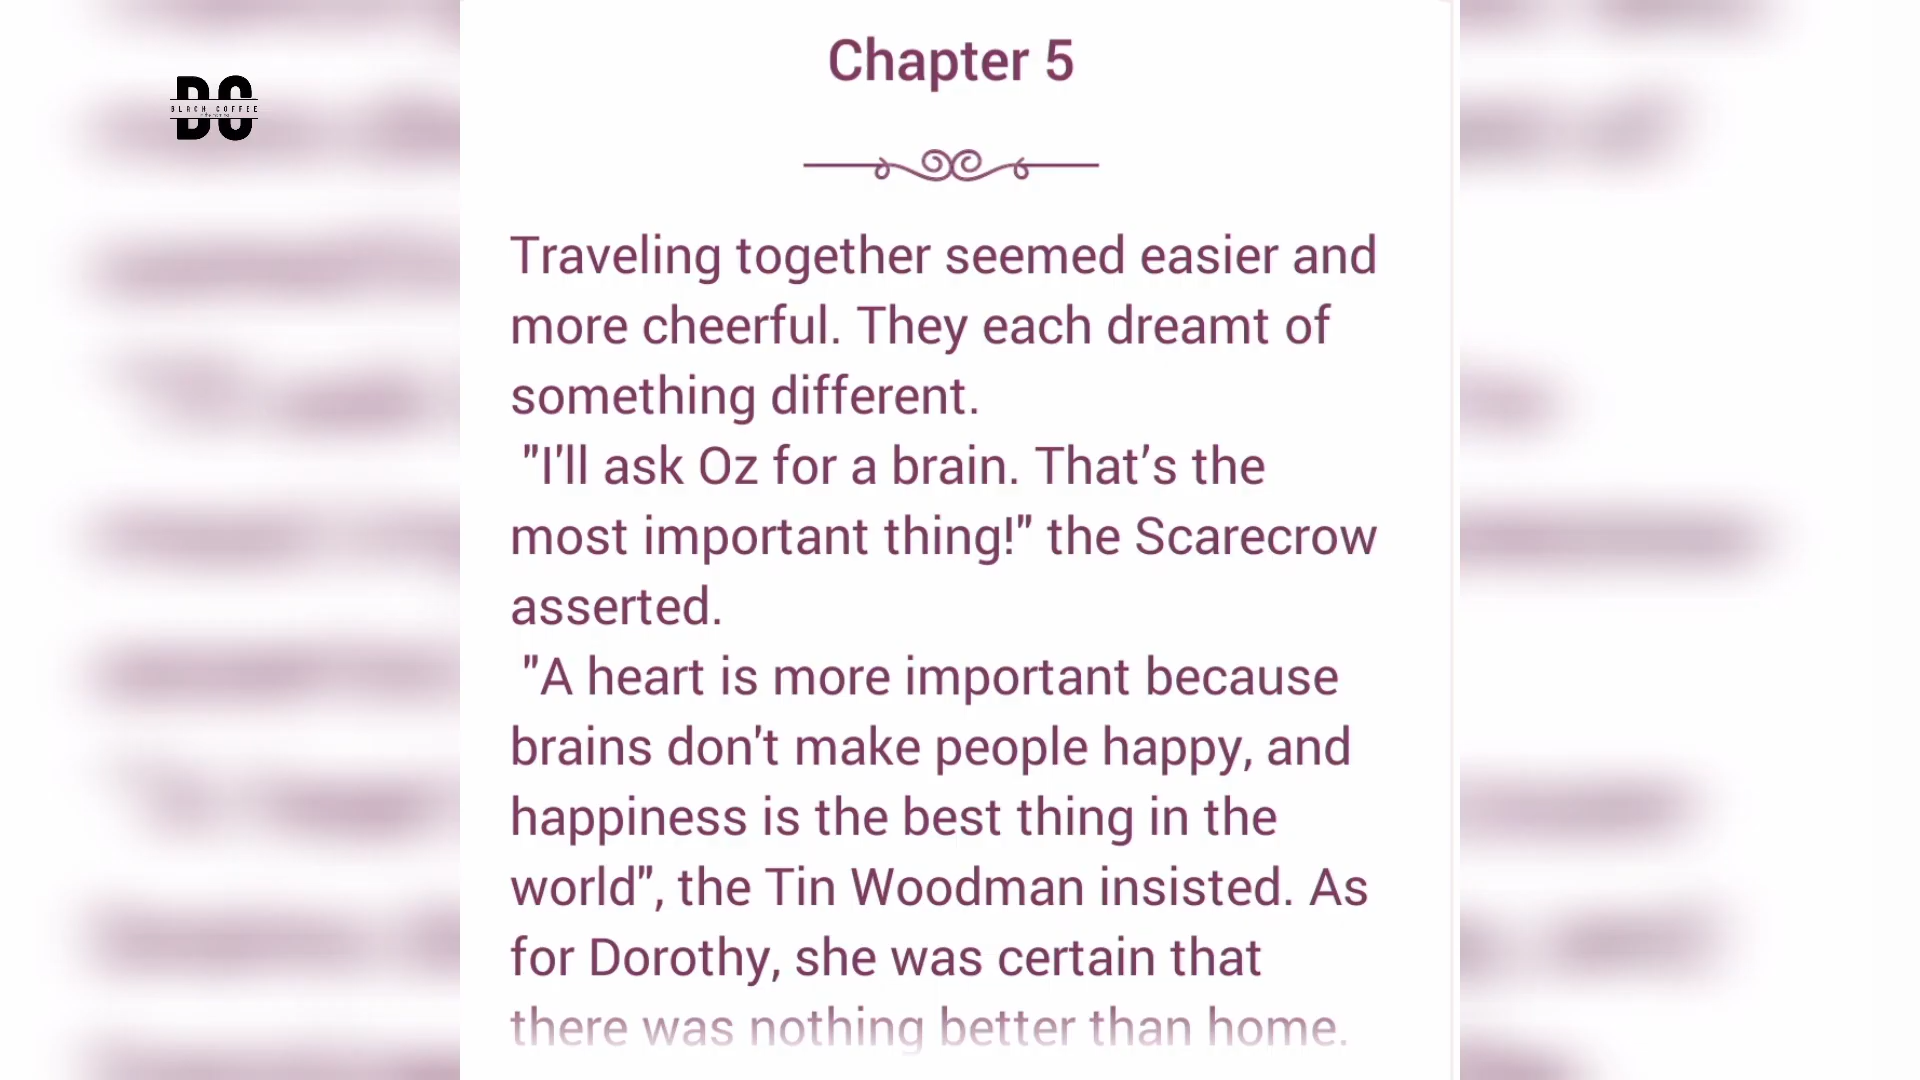 Chapter 5
BLACK COFFEE
Traveling together seemed easier and
more cheerful. They each dreamt of
something different.
"I'll ask Oz for a brain. That’s the
most important thing!" the Scarecrow
asserted.
"A heart is more important because
brains don't make people happy, and
happiness is the best thing in the
world", the Tin Woodman insisted. As
for Dorothy, she was certain that
there was nothing better than home.